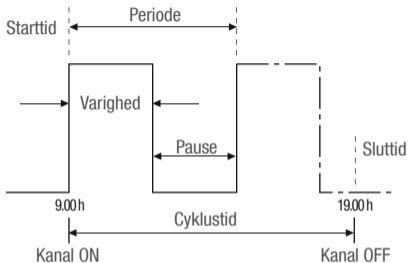 Periode
Starttid
Varighed
Pause
Sluttid
9.00 h
19.00 h
Cyklustid
Kanal ON
Kanal OFF